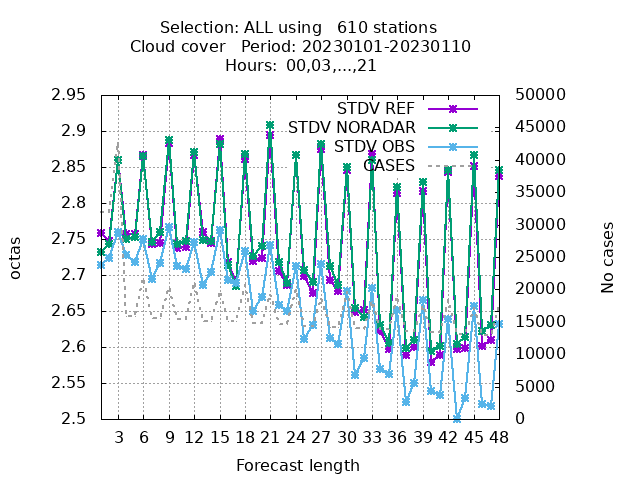 Selection: ALL using   610 stations
Cloud cover   Period: 20230101-20230110
Hours: 00,03,...,21
2.95
2.9
2.85
2.8
2.75
2.7
2.65
2.6
2.55
2.5
octas
50000
45000
40000
35000
30000
25000
20000
15000
10000
5000
0
No cases
STDV REF
STDV NORADAR
STDV OBS
CASES
3 6 9 12 15 18 21 24 27 30 33 36 39 42 45 48
Forecast length